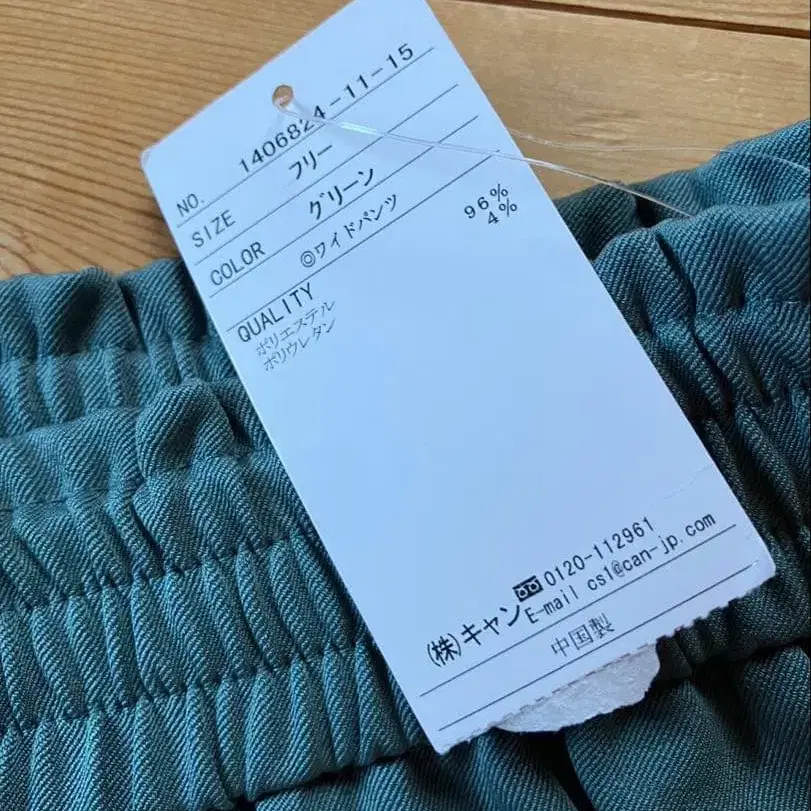 NO. 1406824-11-15
SIZE フリー
COLOR グリーン
◎ワイドパンツ
QUALITY
ポリエステル 96%
ポリウレタン 4%
(株)キャン 0120-112961
E-mail cs1@can-jp.com
中国製